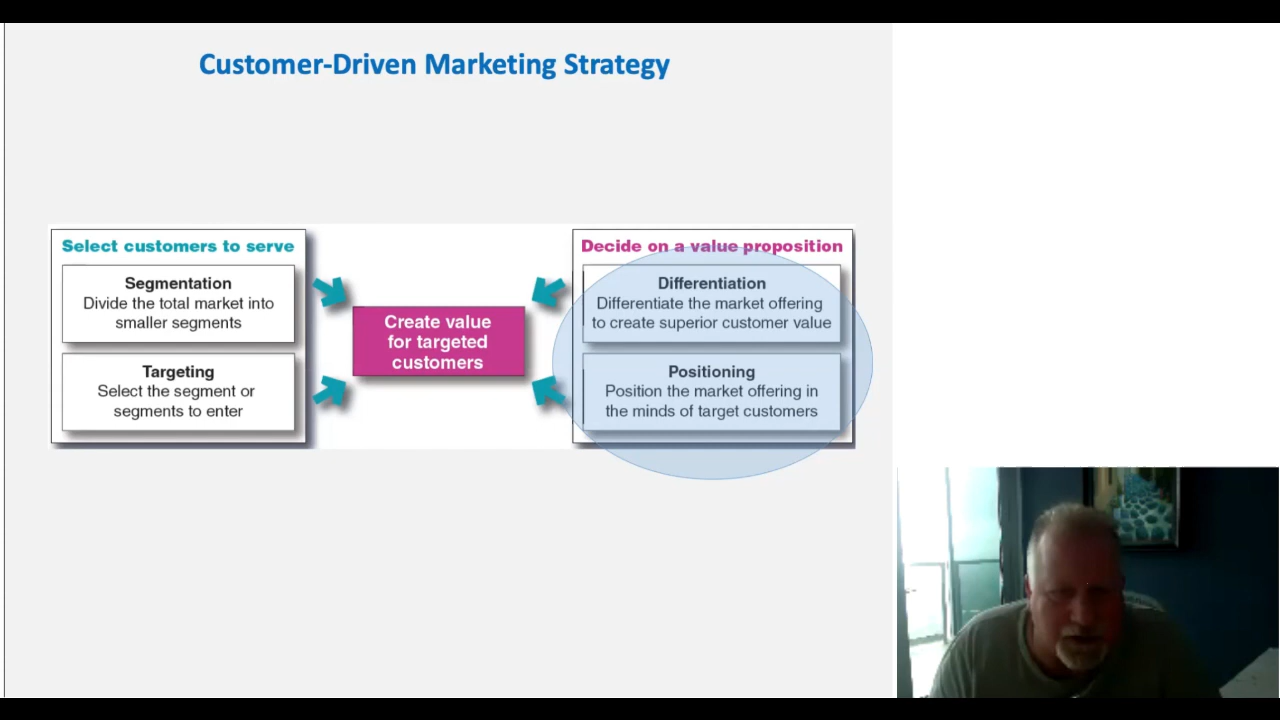 Customer-Driven Marketing Strategy
Select customers to serve
Segmentation
Divide the total market into
smaller segments
Targeting
Select the segment or
segments to enter
Create value
for targeted
customers
Decide on a value proposition
Differentiation
Differentiate the market offering
to create superior customer value
Positioning
Position the market offering in
the minds of target customers